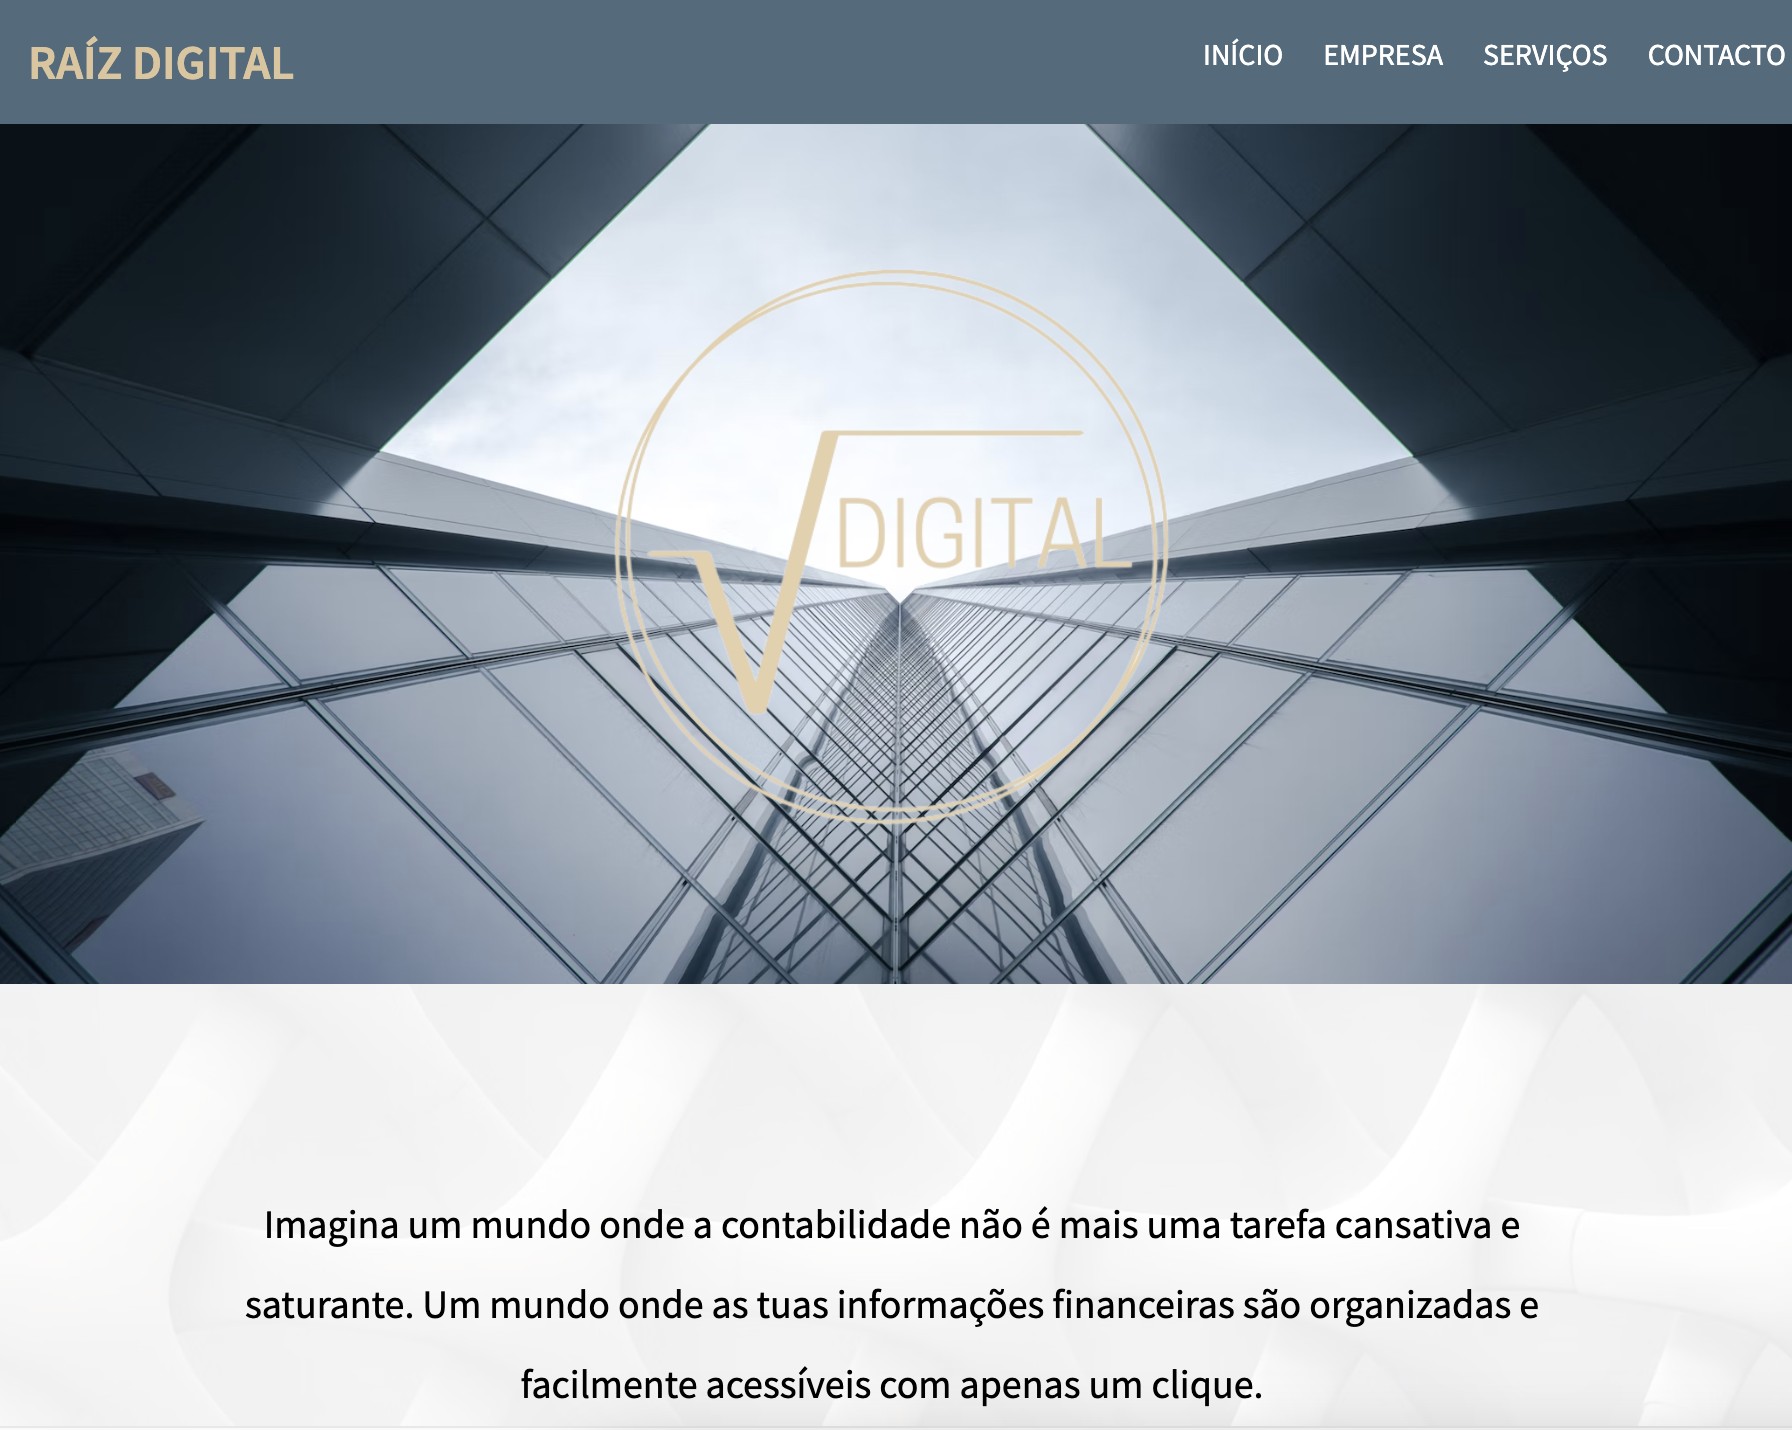 RAÍZ DIGITAL
INÍCIO EMPRESA SERVIÇOS CONTACTO
√DIGITAL
Imagina um mundo onde a contabilidade não é mais uma tarefa cansativa e
saturante. Um mundo onde as tuas informações financeiras são organizadas e
facilmente acessíveis com apenas um clique.